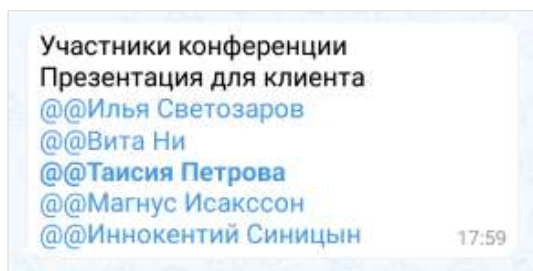 Участники конференции
Презентация для клиента
@@Илья Светозаров
@@Вита Ни
@@Таисия Петрова
@@Магнус Исакссон
@@Иннокентий Синицын
17:59